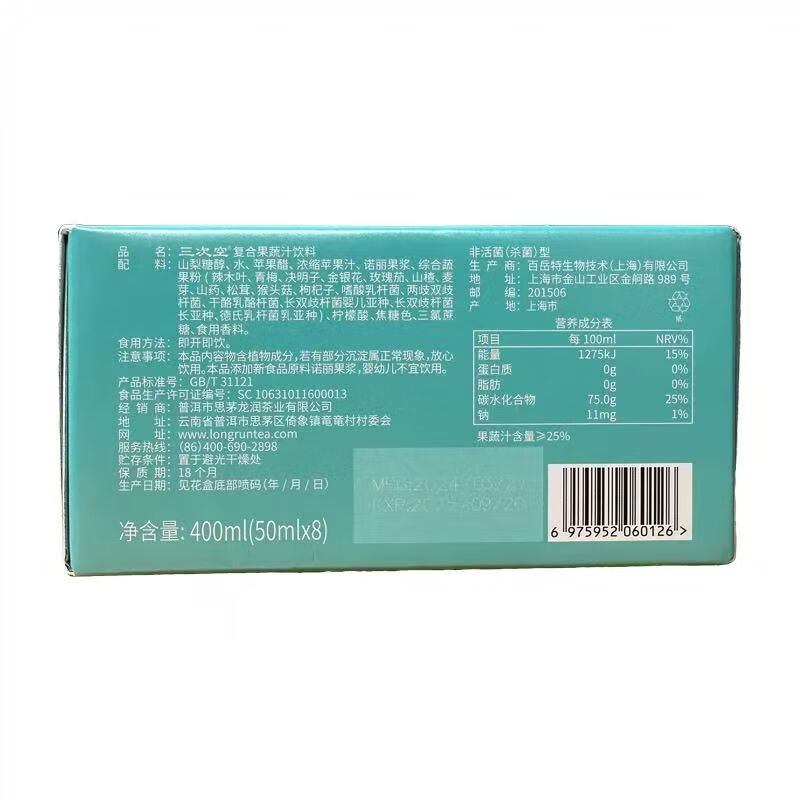 品 名:三次空®复合果蔬汁饮料
配 料:山梨糖醇、水、苹果醋、浓缩苹果汁、诺丽果浆、综合蔬
果粉(辣木叶、青梅、决明子、金银花、玫瑰茄、山楂、麦
芽、山药、松茸、猴头菇、枸杞子、嗜酸乳杆菌、两歧双歧杆
菌、干酪乳酪杆菌、长双歧杆菌婴儿亚种、长双歧杆菌
长亚种、德氏乳杆菌乳亚种)、柠檬酸、焦糖色、三氯蔗
糖、食用香料。
食用方法:即开即饮。
注意事项:本品内容物含植物成分,若有部分沉淀属正常现象,放心
饮用。本品添加新食品原料诺丽果浆,婴幼儿不宜饮用。
产品标准号:GB/T 31121
食品生产许可证编号:SC 10631011600013
经 销 商:普洱市思茅龙润茶业有限公司
地 址:云南省普洱市思茅区倚象镇竜竜村村委会
网 址:www.longruntea.com
服务热线:(86)400-690-2898
贮存条件:置于避光干燥处
保 质 期:18个月
生产日期:见花盒底部喷码(年/月/日)
净含量:400ml(50mlx8)
非活菌(杀菌)型
生 产 商:百岳特生物技术(上海)有限公司
地 址:上海市金山工业区金舸路 989 号
邮 编:201506
产 地:上海市
纸
营养成分表
项目 每 100ml NRV%
能量 1275kJ 15%
蛋白质 0g 0%
脂肪 0g 0%
碳水化合物 75.0g 25%
钠 11mg 1%
果蔬汁含量≥25%
6 975952 060126 >